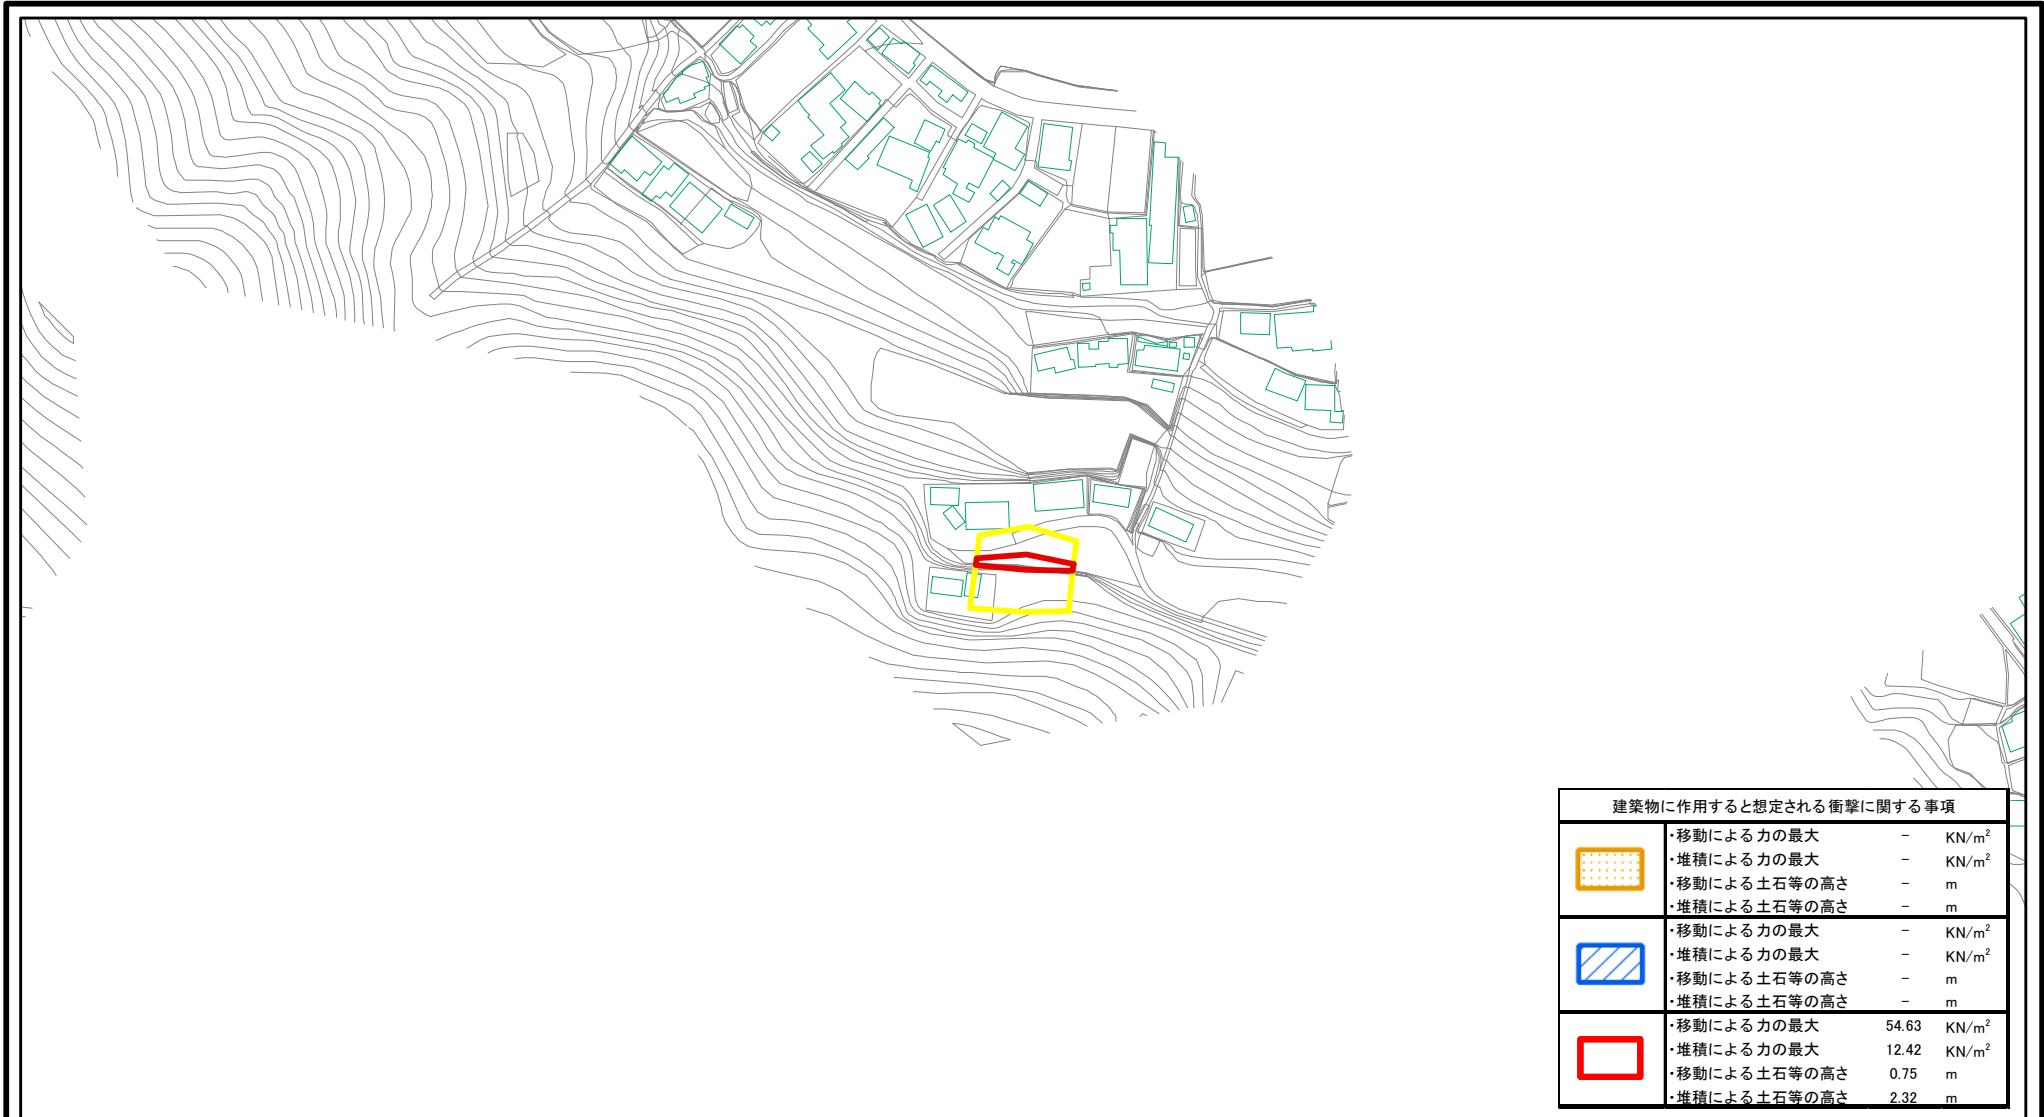 建築物に作用すると想定される衝撃に関する事項
・移動による力の最大 － KN/m²
・堆積による力の最大 － KN/m²
・移動による土石等の高さ － m
・堆積による土石等の高さ － m
・移動による力の最大 － KN/m²
・堆積による力の最大 － KN/m²
・移動による土石等の高さ － m
・堆積による土石等の高さ － m
・移動による力の最大 54.63 KN/m²
・堆積による力の最大 12.42 KN/m²
・移動による土石等の高さ 0.75 m
・堆積による土石等の高さ 2.32 m